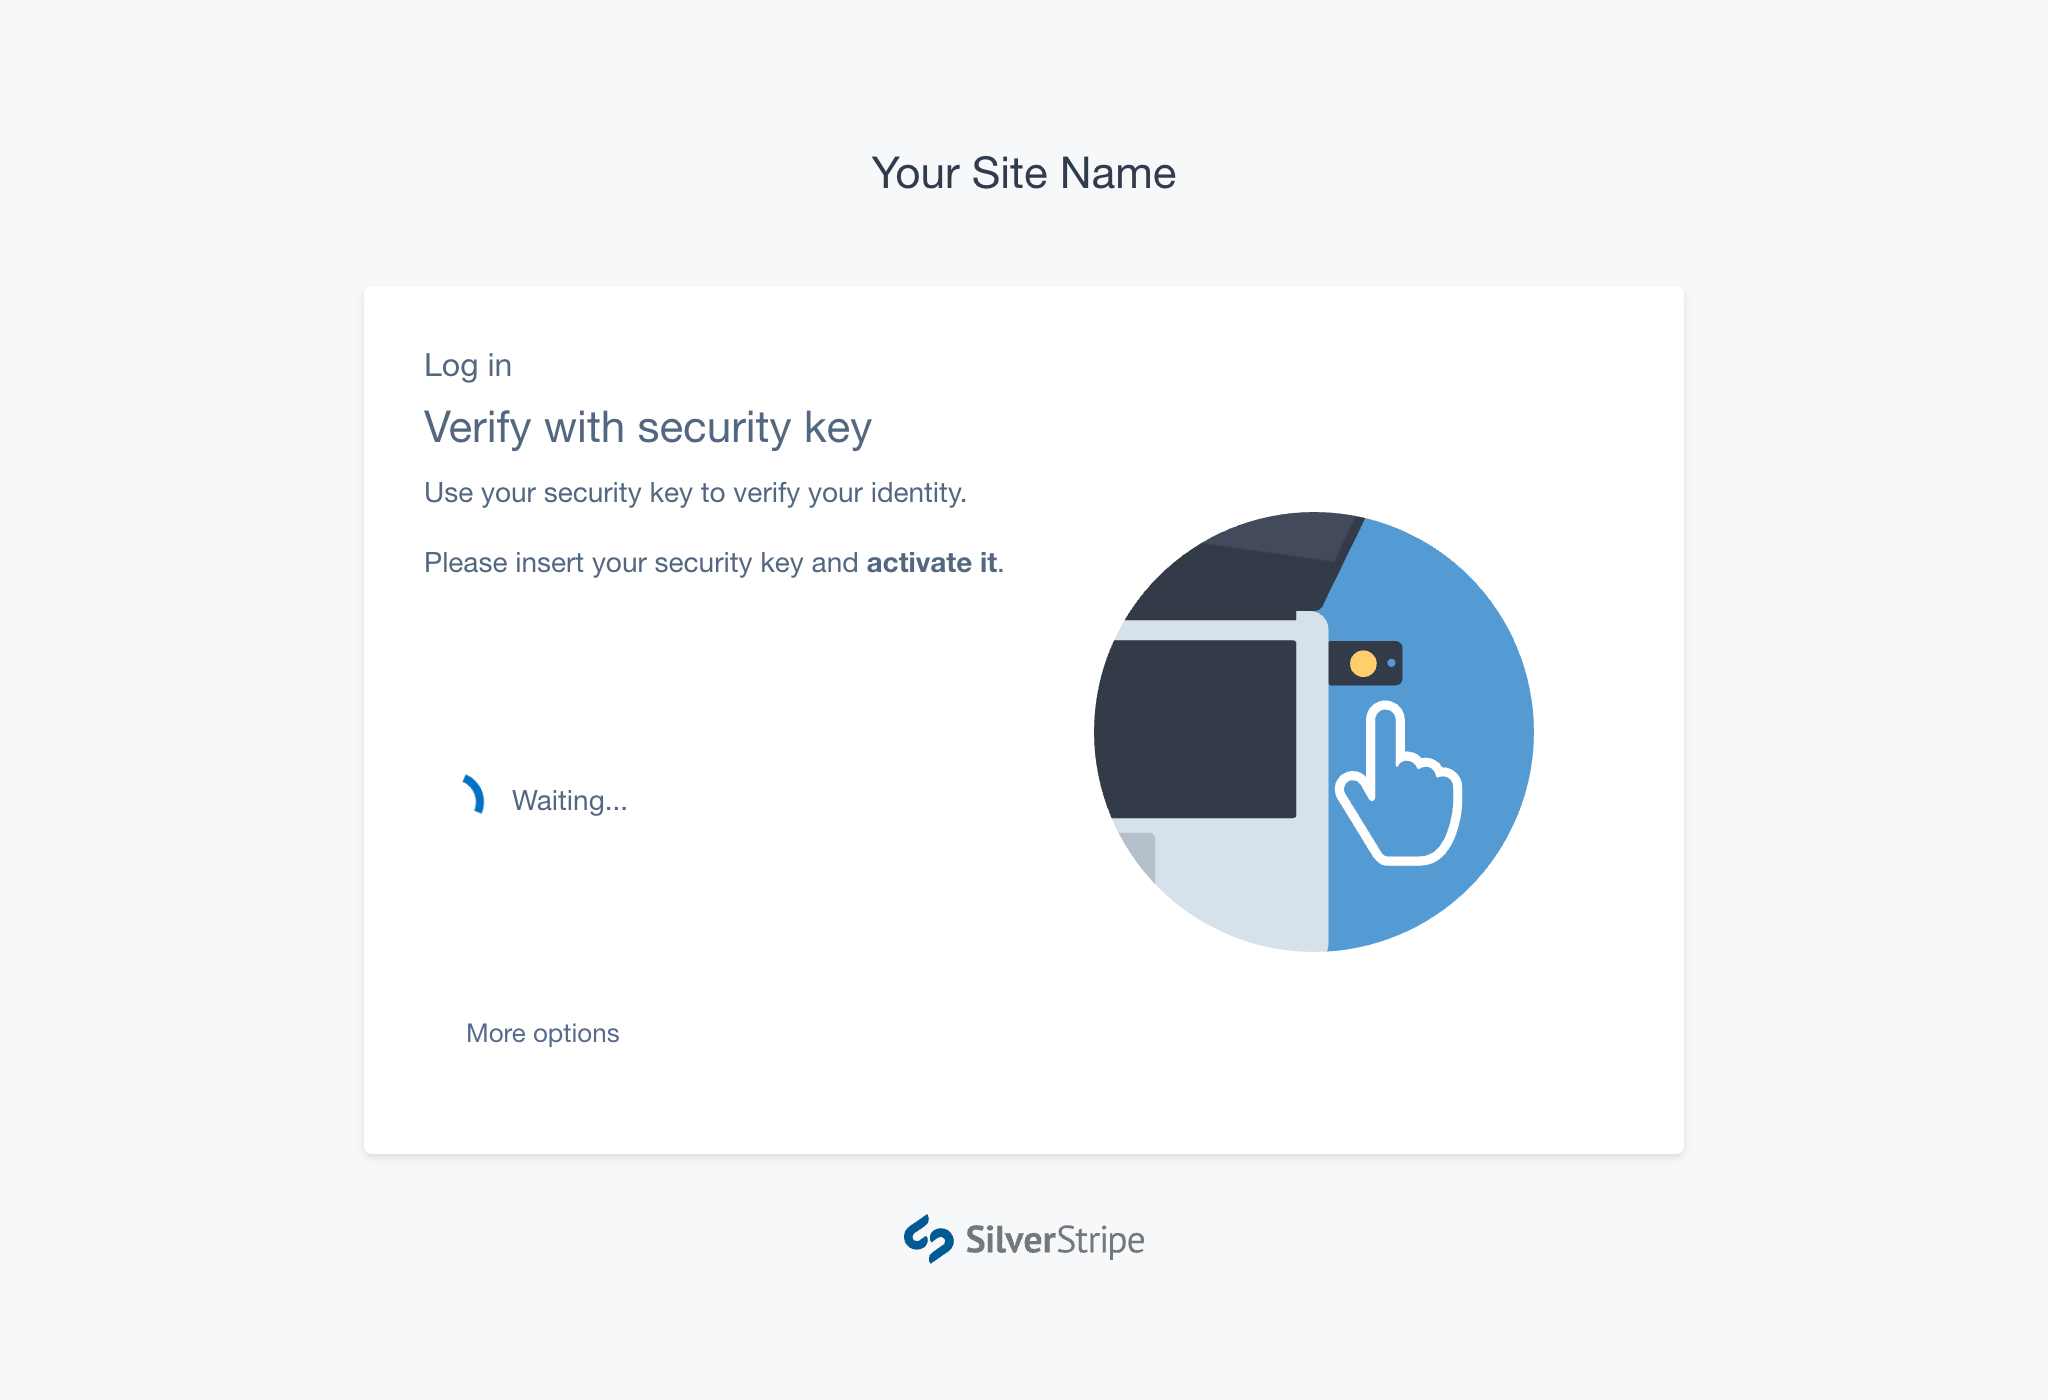 Your Site Name
Log in
Verify with security key
Use your security key to verify your identity.
Please insert your security key and activate it.
Waiting...
More options
SilverStripe